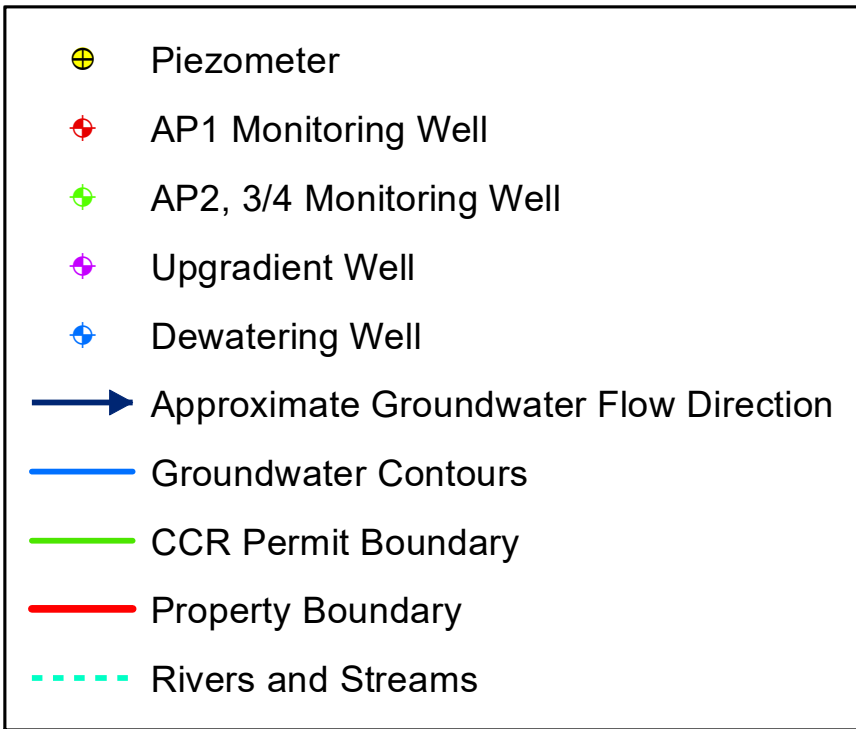 Piezometer
AP1 Monitoring Well
AP2, 3/4 Monitoring Well
Upgradient Well
Dewatering Well
Approximate Groundwater Flow Direction
Groundwater Contours
CCR Permit Boundary
Property Boundary
Rivers and Streams